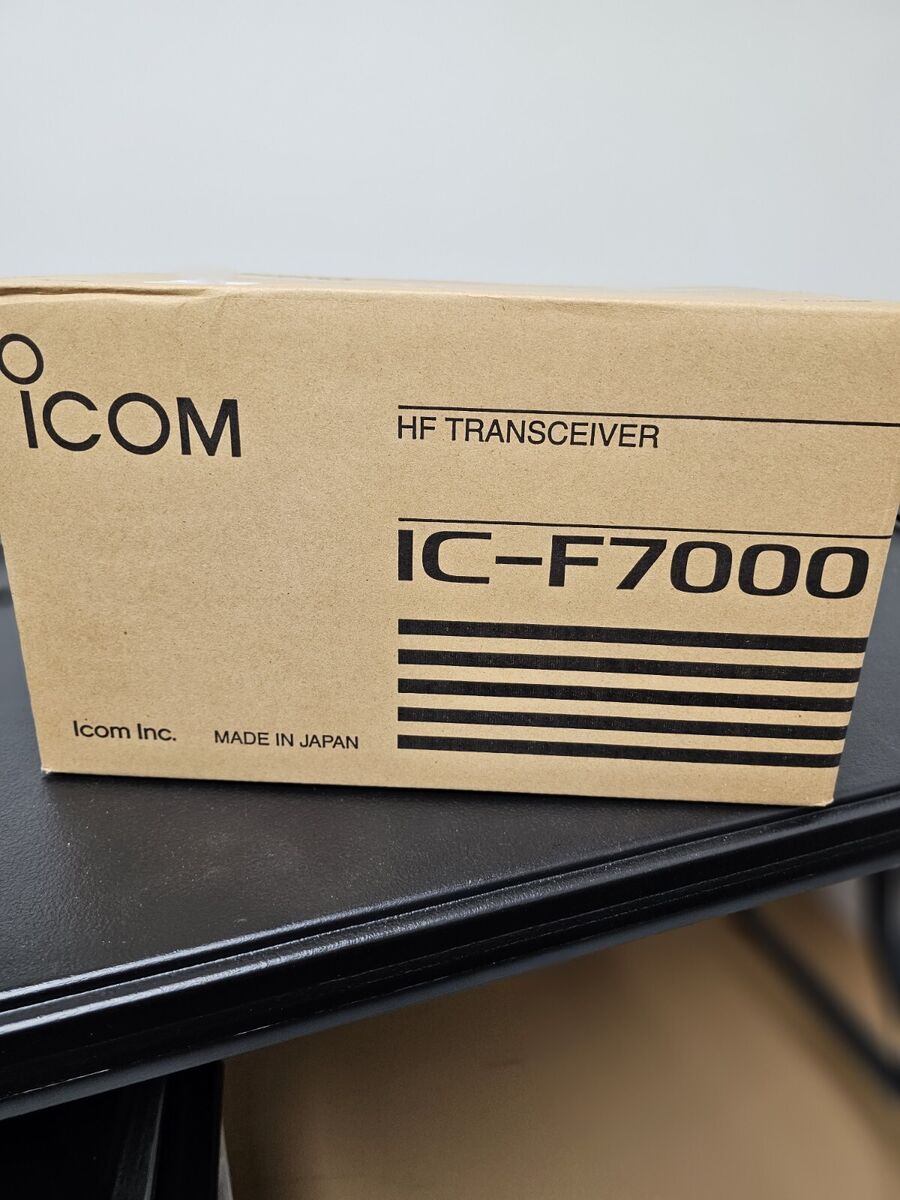 ICOM
HF TRANSCEIVER
IC-F7000
Icom Inc. MADE IN JAPAN